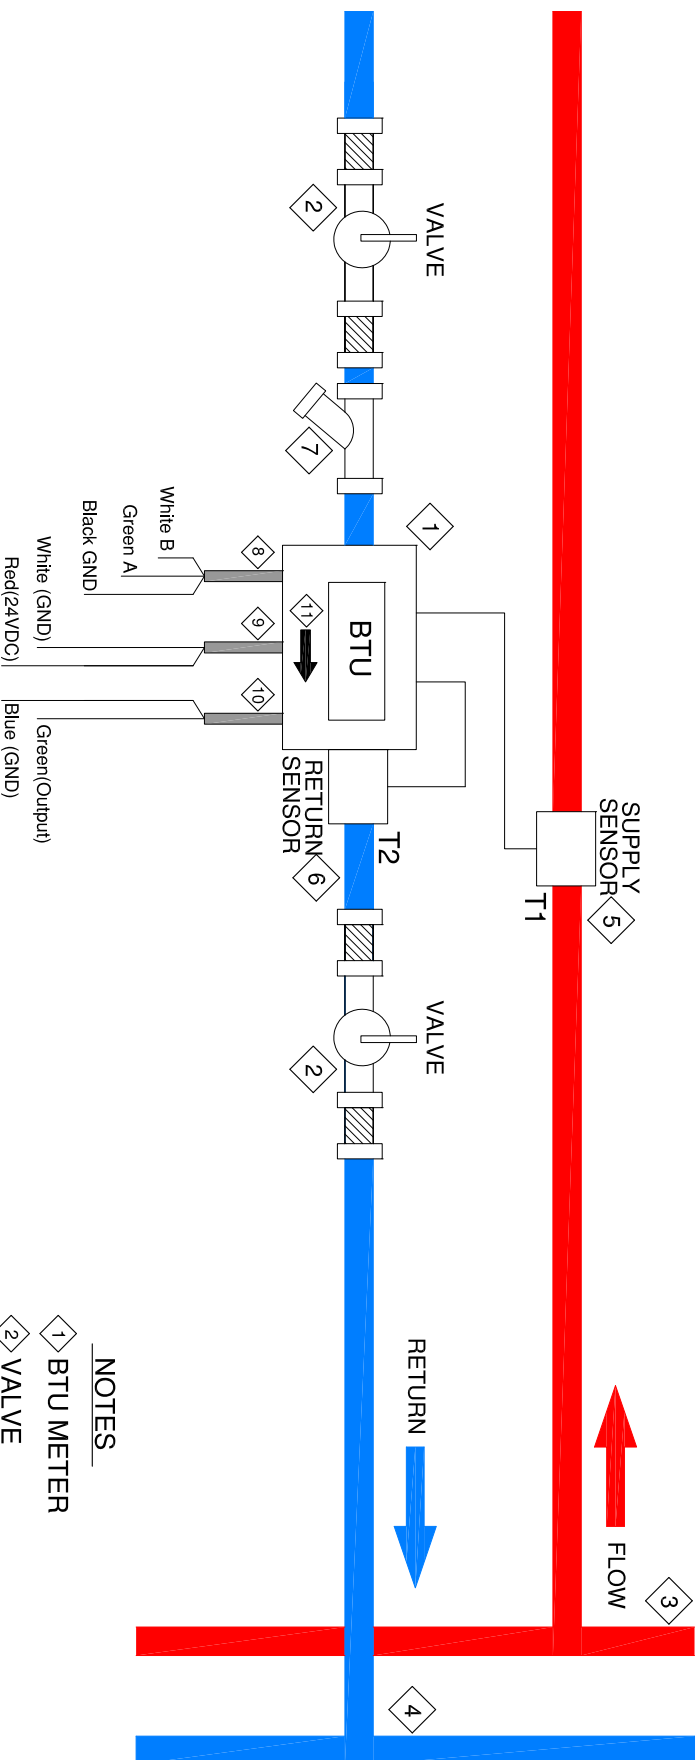 SUPPLY
SENSOR
5
T1
FLOW
3
VALVE
2
7
1
BTU
11
T2
RETURN
SENSOR
6
VALVE
2
RETURN
4
8
9
10
White B
Green A
Black GND
White (GND)
Red(24VDC)
Green(Output)
Blue (GND)
NOTES
1 BTU METER
2 VALVE